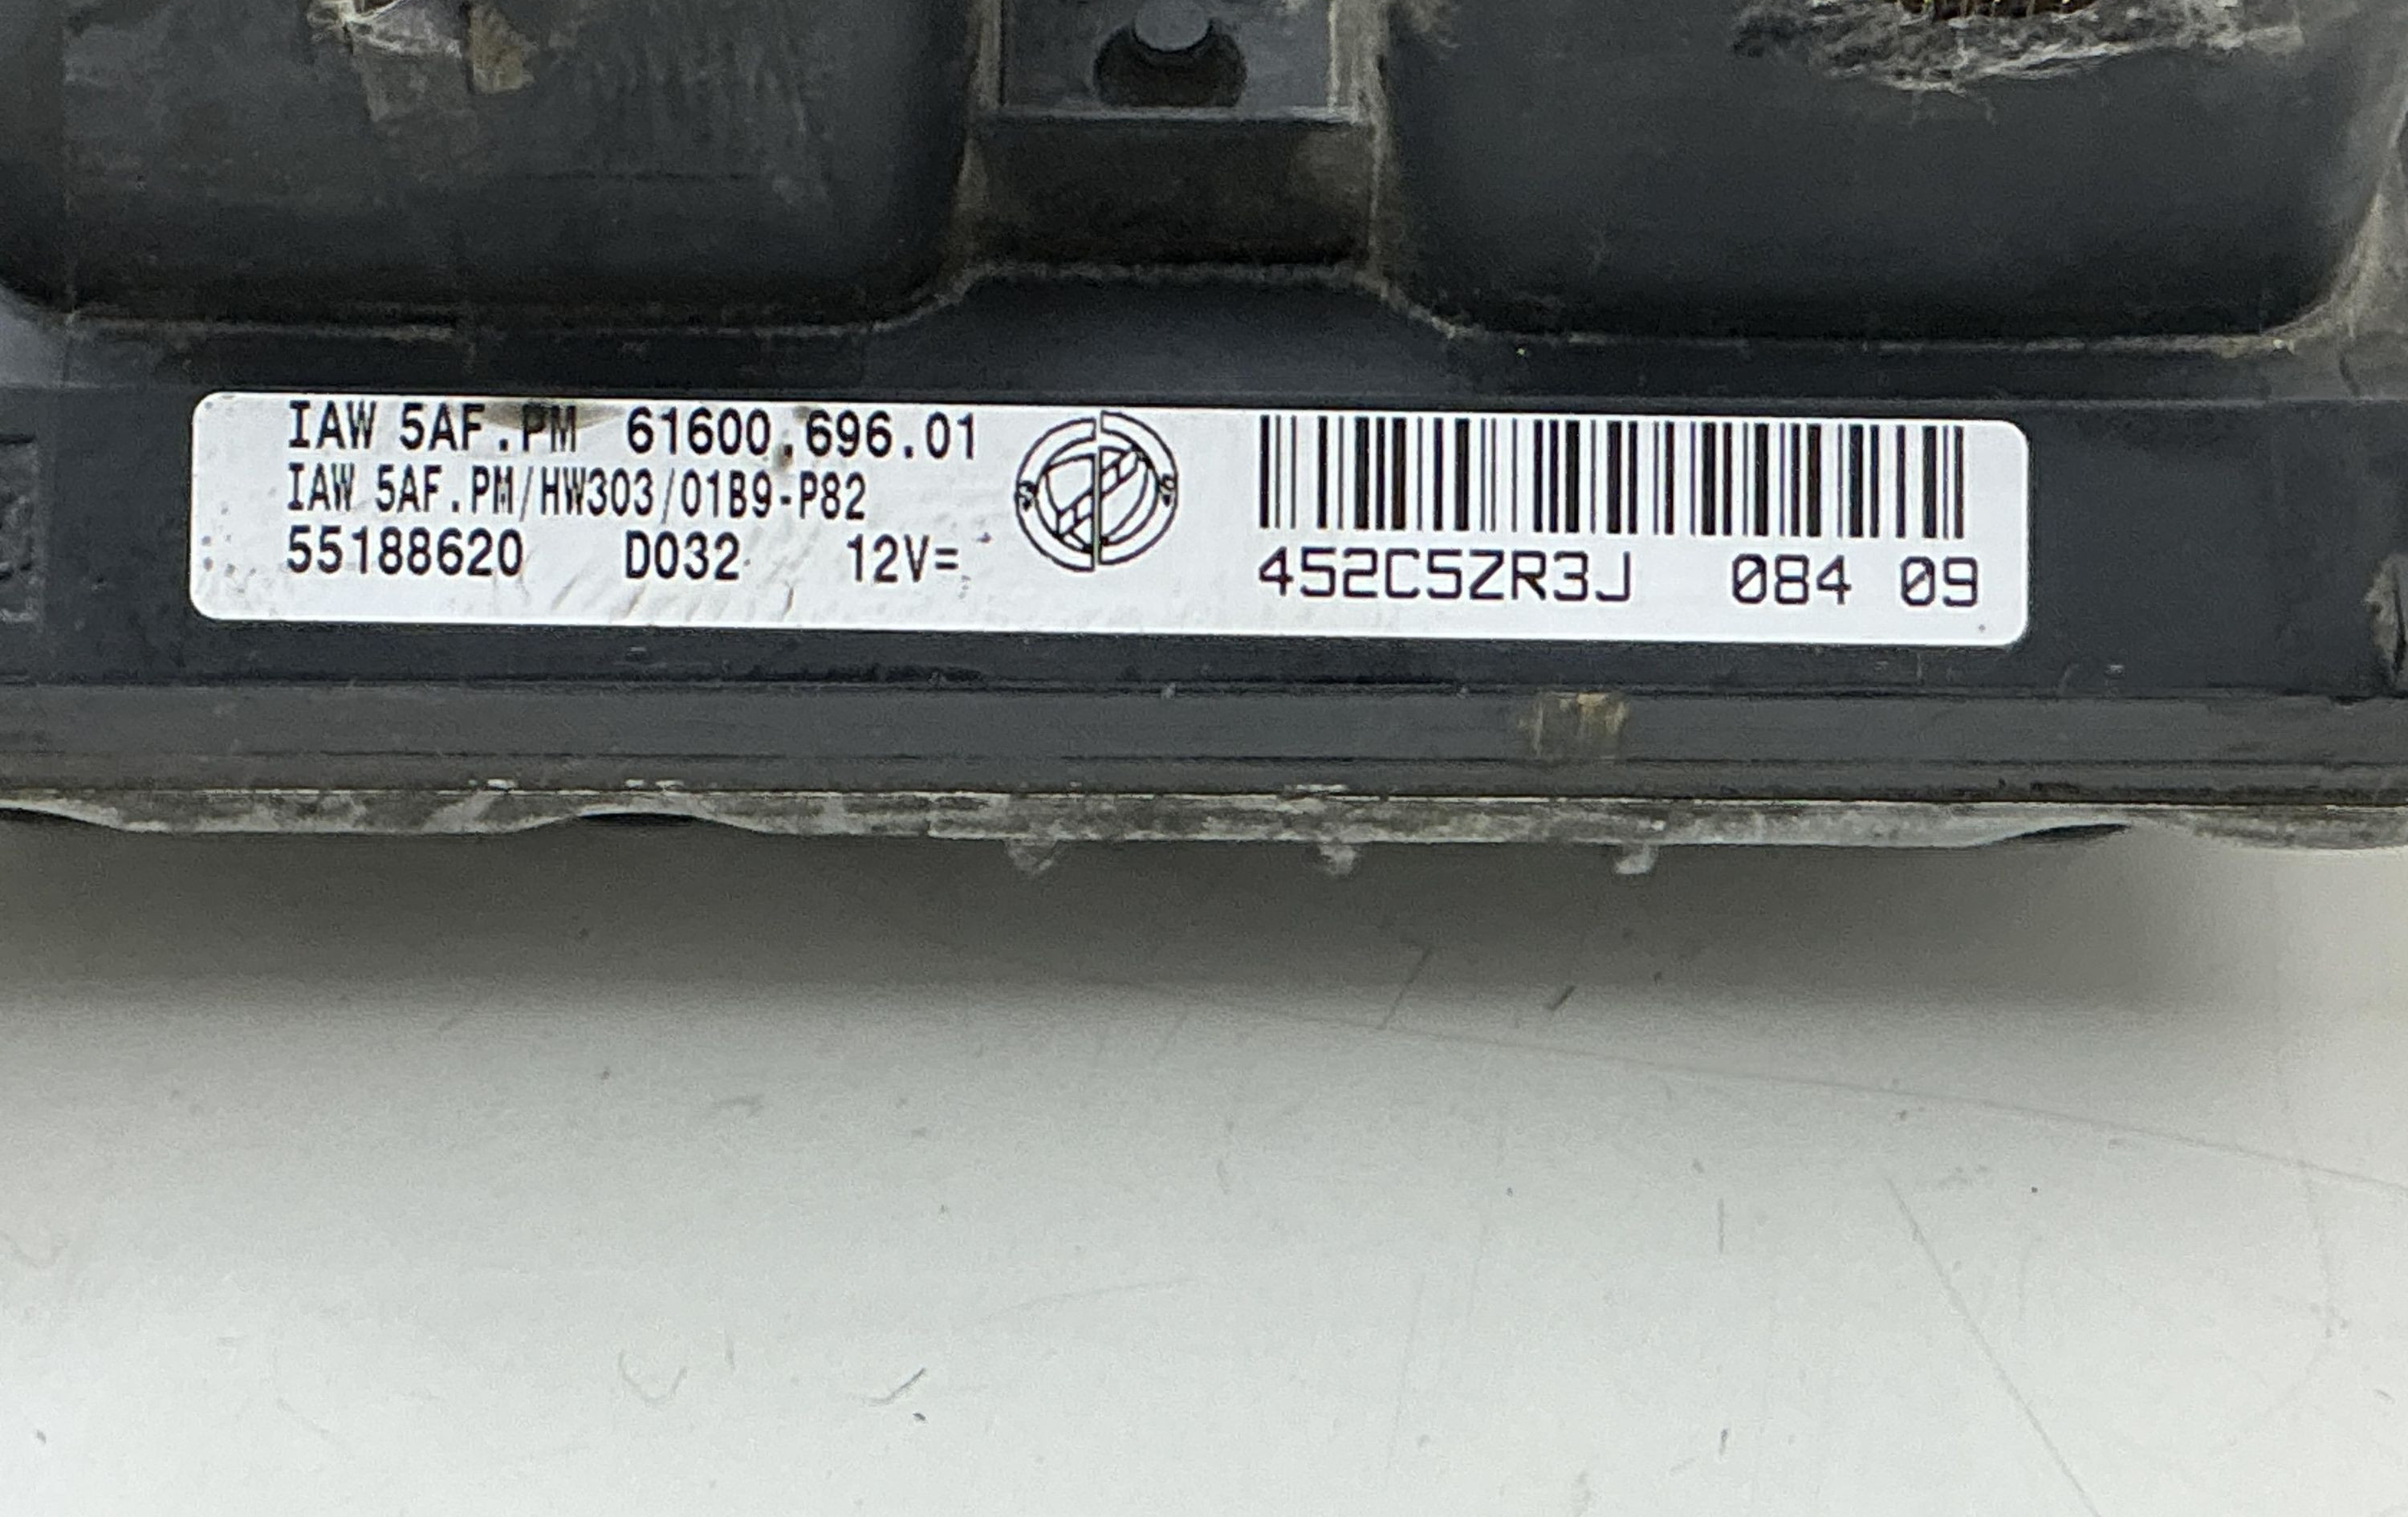 IAW 5AF.PM 61600.696.01
IAW 5AF.PM/HW303/01B9-P82
55188620 D032 12V=
452C5ZR3J 084 09